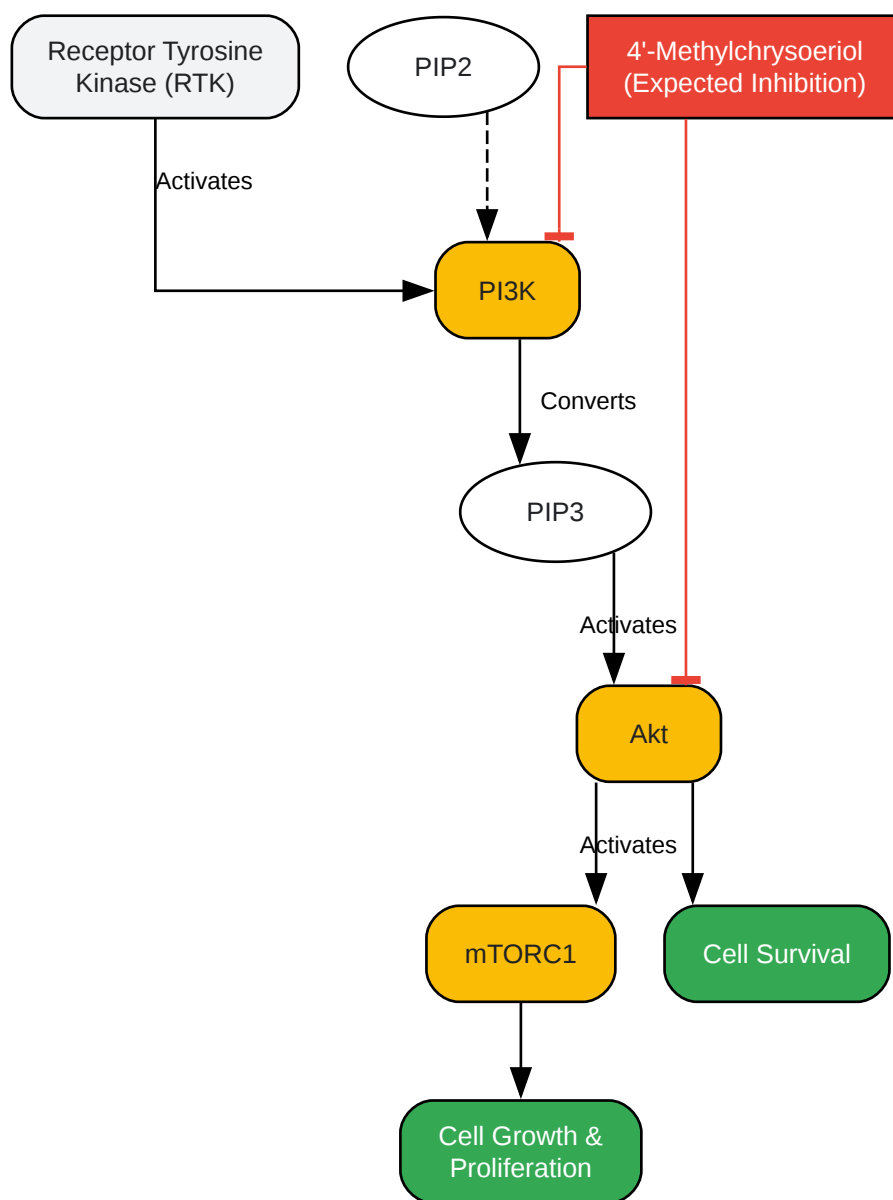 Receptor Tyrosine
Kinase (RTK)
PIP2
4'-Methylchrysoeriol
(Expected Inhibition)
Activates
PI3K
Converts
PIP3
Activates
Akt
Activates
mTORC1
Cell Survival
Cell Growth &
Proliferation